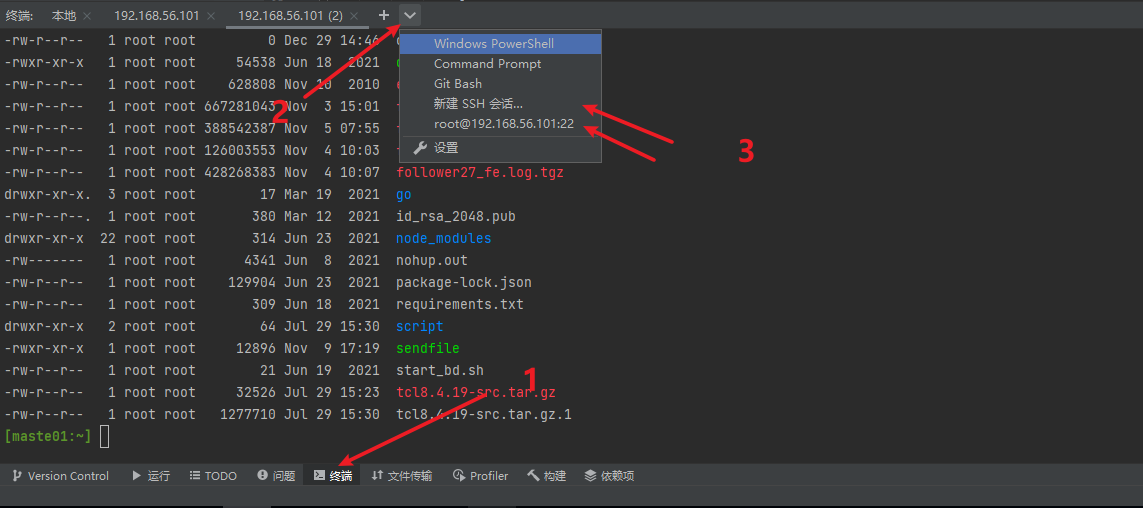 终端: 本地 × 192.168.56.101 × 192.168.56.101 (2) × +
-rw-r--r-- 1 root root 0 Dec 29 14:46
Windows PowerShell
-rwxr-xr-x 1 root root 54538 Jun 18 2021
Command Prompt
-rw-r--r-- 1 root root 628808 Nov 10 2010
Git Bash
-rw-r--r-- 1 root root 667281043 Nov 3 15:01
新建 SSH 会话...
-rw-r--r-- 1 root root 388542387 Nov 5 07:55
root@192.168.56.101:22
-rw-r--r-- 1 root root 126003553 Nov 4 10:03
设置
2
3
-rw-r--r-- 1 root root 428268383 Nov 4 10:07 follower27_fe.log.tgz
drwxr-xr-x. 3 root root 17 Mar 19 2021 go
-rw-r--r--. 1 root root 380 Mar 12 2021 id_rsa_2048.pub
drwxr-xr-x 22 root root 314 Jun 23 2021 node_modules
-rw------- 1 root root 4341 Jun 8 2021 nohup.out
-rw-r--r-- 1 root root 129904 Jun 23 2021 package-lock.json
-rw-r--r-- 1 root root 309 Jun 18 2021 requirements.txt
drwxr-xr-x 2 root root 64 Jul 29 15:30 script
-rwxr-xr-x 1 root root 12896 Nov 9 17:19 sendfile
-rw-r--r-- 1 root root 21 Jun 19 2021 start_bd.sh
1
-rw-r--r-- 1 root root 32526 Jul 29 15:23 tcl8.4.19-src.tar.gz
-rw-r--r-- 1 root root 1277710 Jul 29 15:30 tcl8.4.19-src.tar.gz.1
[maste01:~]
Version Control 运行 TODO 问题 终端 文件传输 Profiler 构建 依赖项